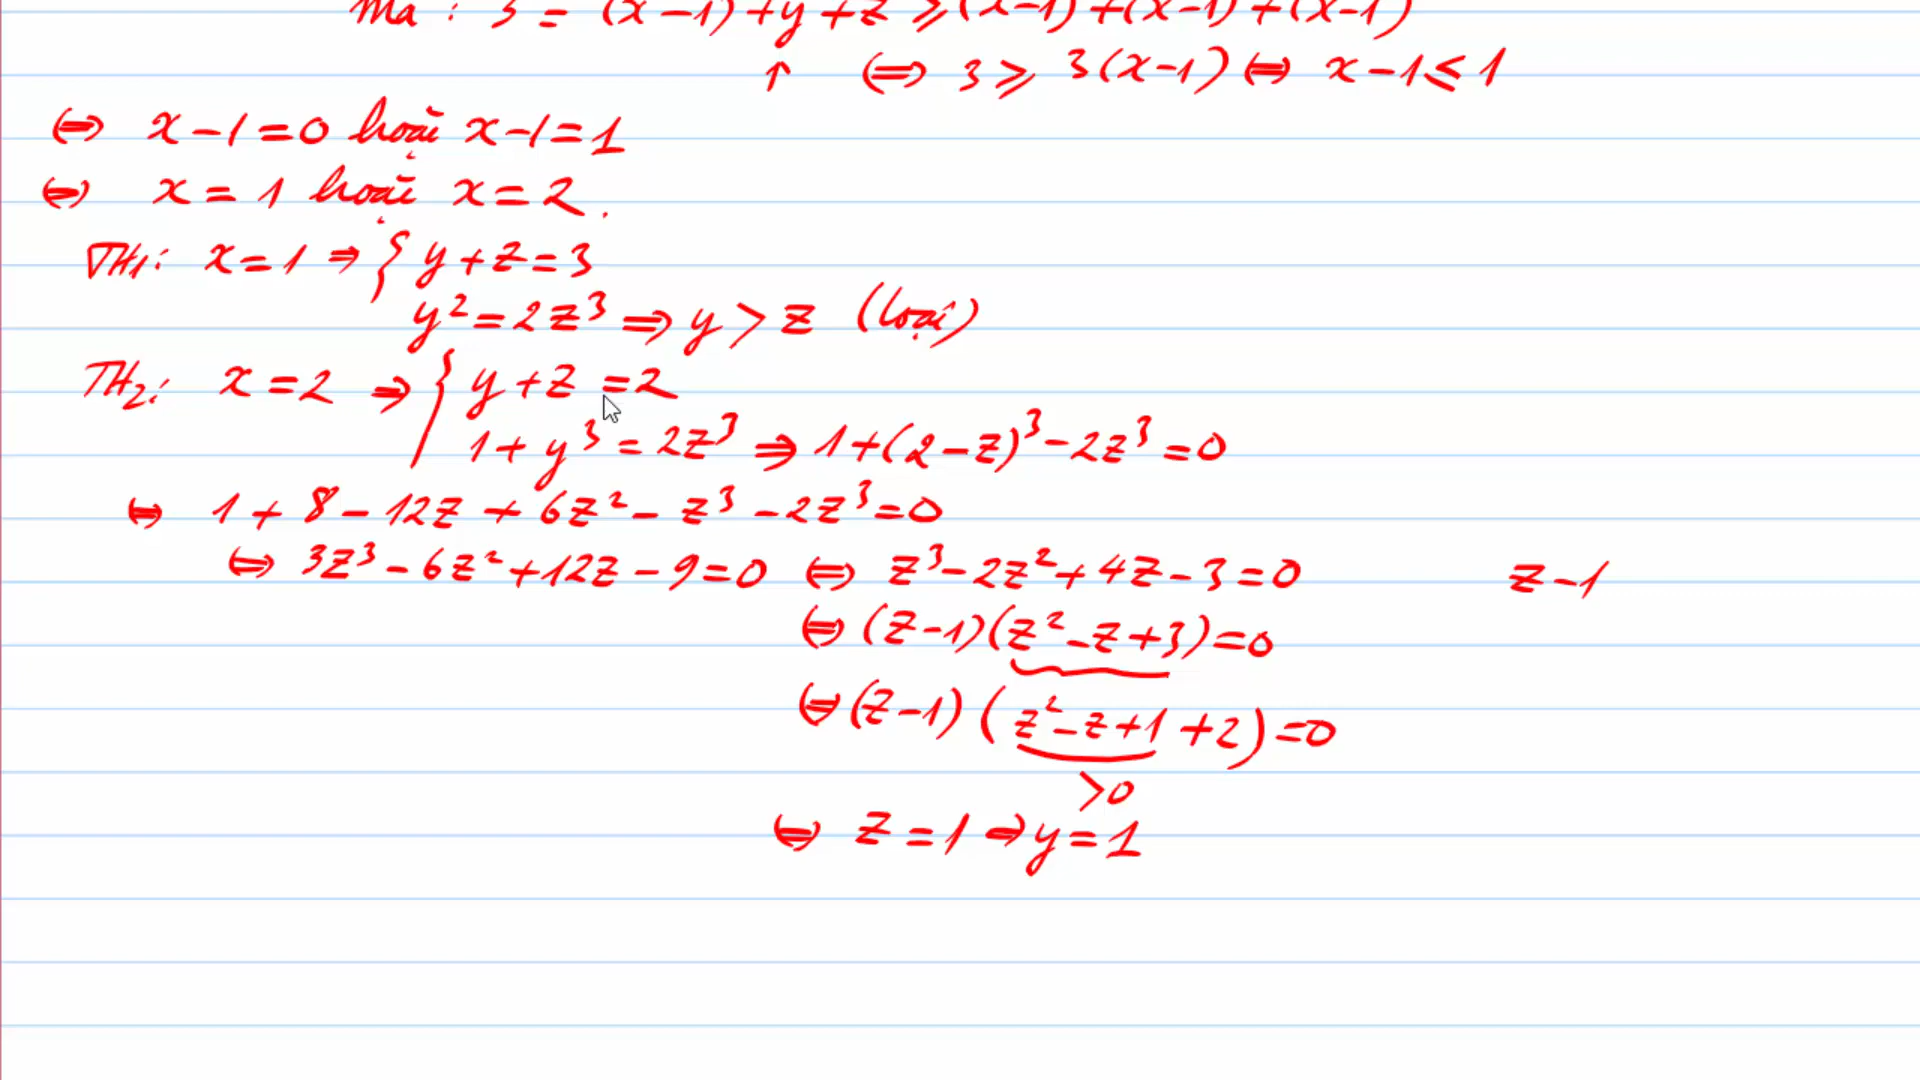 Mà : 3 = (x-1)+y+z ⩾ (x-1)+(x-1)+(x-1)
↑ ⇔ 3 ⩾ 3(x-1) ⇔ x-1 ≤ 1
⇔ x-1=0 hoặc x-1=1
⇔ x=1 hoặc x=2.
TH1: x=1 ⇒ { y+z=3
y²=2z³ ⇒ y > z (loại)
TH2: x=2 ⇒ { y+z=2
1+y³=2z³ ⇒ 1+(2-z)³-2z³=0
⇔ 1+8-12z+6z²-z³-2z³=0
⇔ 3z³-6z²+12z-9=0 ⇔ z³-2z²+4z-3=0 z-1
⇔ (z-1)(z²-z+3)=0
⇔ (z-1)(z²-z+1+2)=0
>0
⇔ z=1 ⇒ y=1